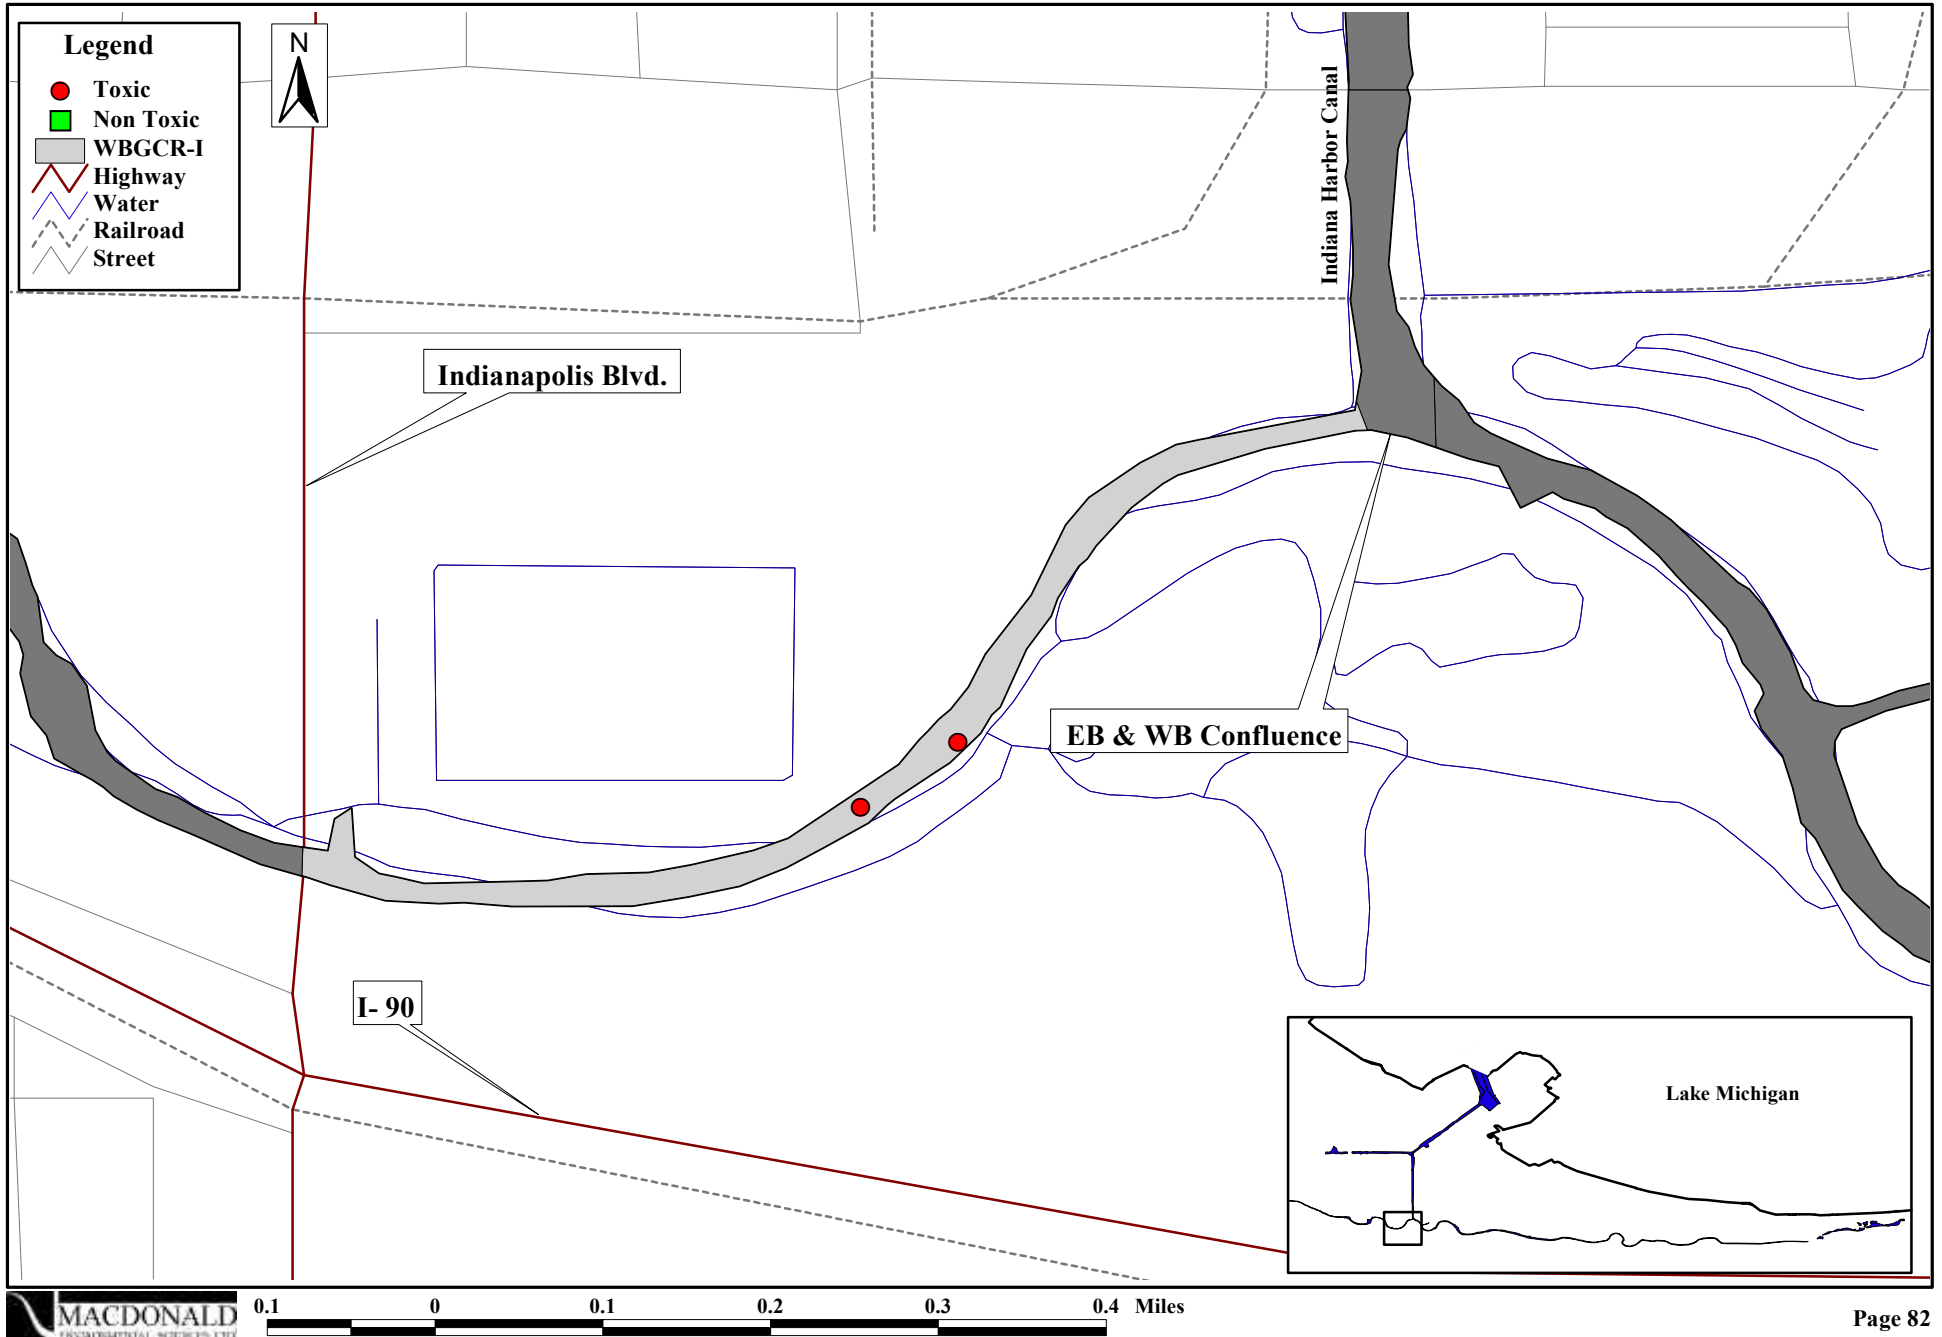 Legend
N
Toxic
Non Toxic
WBGCR-I
Highway
Water
Railroad
Street
Indiana Harbor Canal
Indianapolis Blvd.
EB & WB Confluence
I- 90
Lake Michigan
MACDONALD
0.1 0 0.1 0.2 0.3 0.4 Miles
Page 82